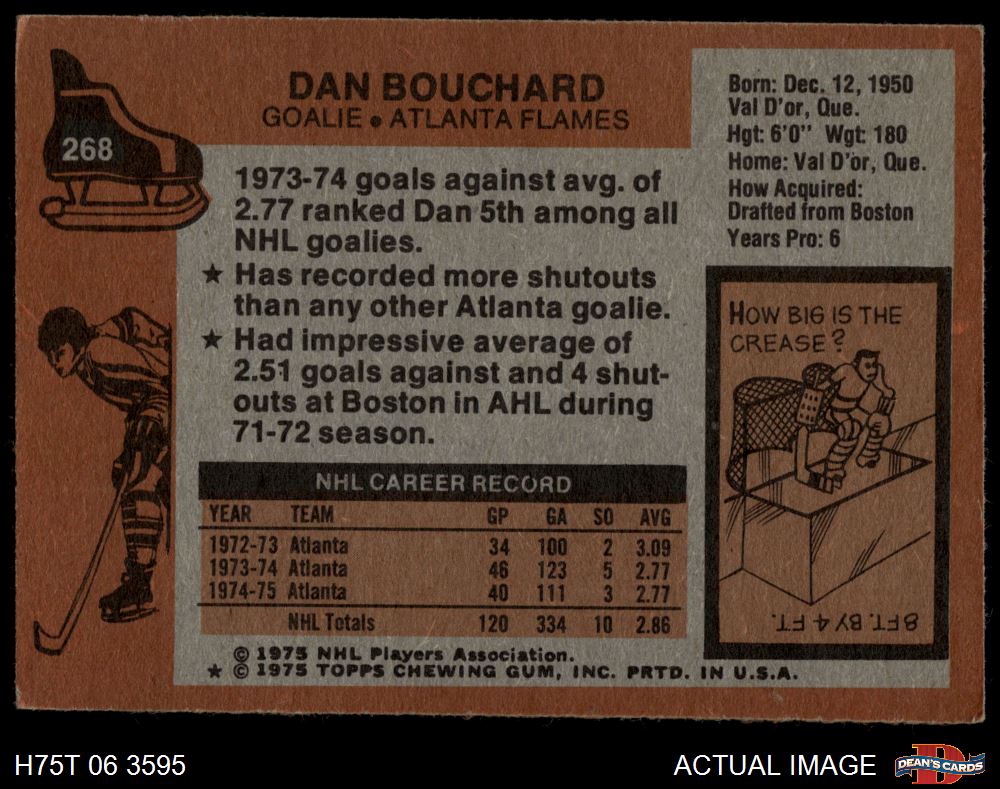 268
DAN BOUCHARD
GOALIE • ATLANTA FLAMES
Born: Dec. 12, 1950
Val D'or, Que.
Hgt: 6'0" Wgt: 180
Home: Val D'or, Que.
How Acquired:
Drafted from Boston
Years Pro: 6
1973-74 goals against avg. of
2.77 ranked Dan 5th among all
NHL goalies.
★ Has recorded more shutouts
than any other Atlanta goalie.
★ Had impressive average of
2.51 goals against and 4 shut-
outs at Boston in AHL during
71-72 season.
HOW BIG IS THE
CREASE?
8 FT. BY 4 FT.
NHL CAREER RECORD
YEAR TEAM GP GA SO AVG
1972-73 Atlanta 34 100 2 3.09
1973-74 Atlanta 46 123 5 2.77
1974-75 Atlanta 40 111 3 2.77
NHL Totals 120 334 10 2.86
© 1975 NHL Players Association.
★ © 1975 TOPPS CHEWING GUM, INC. PRTD. IN U.S.A.
H75T 06 3595
ACTUAL IMAGE
D
DEAN'S CARDS